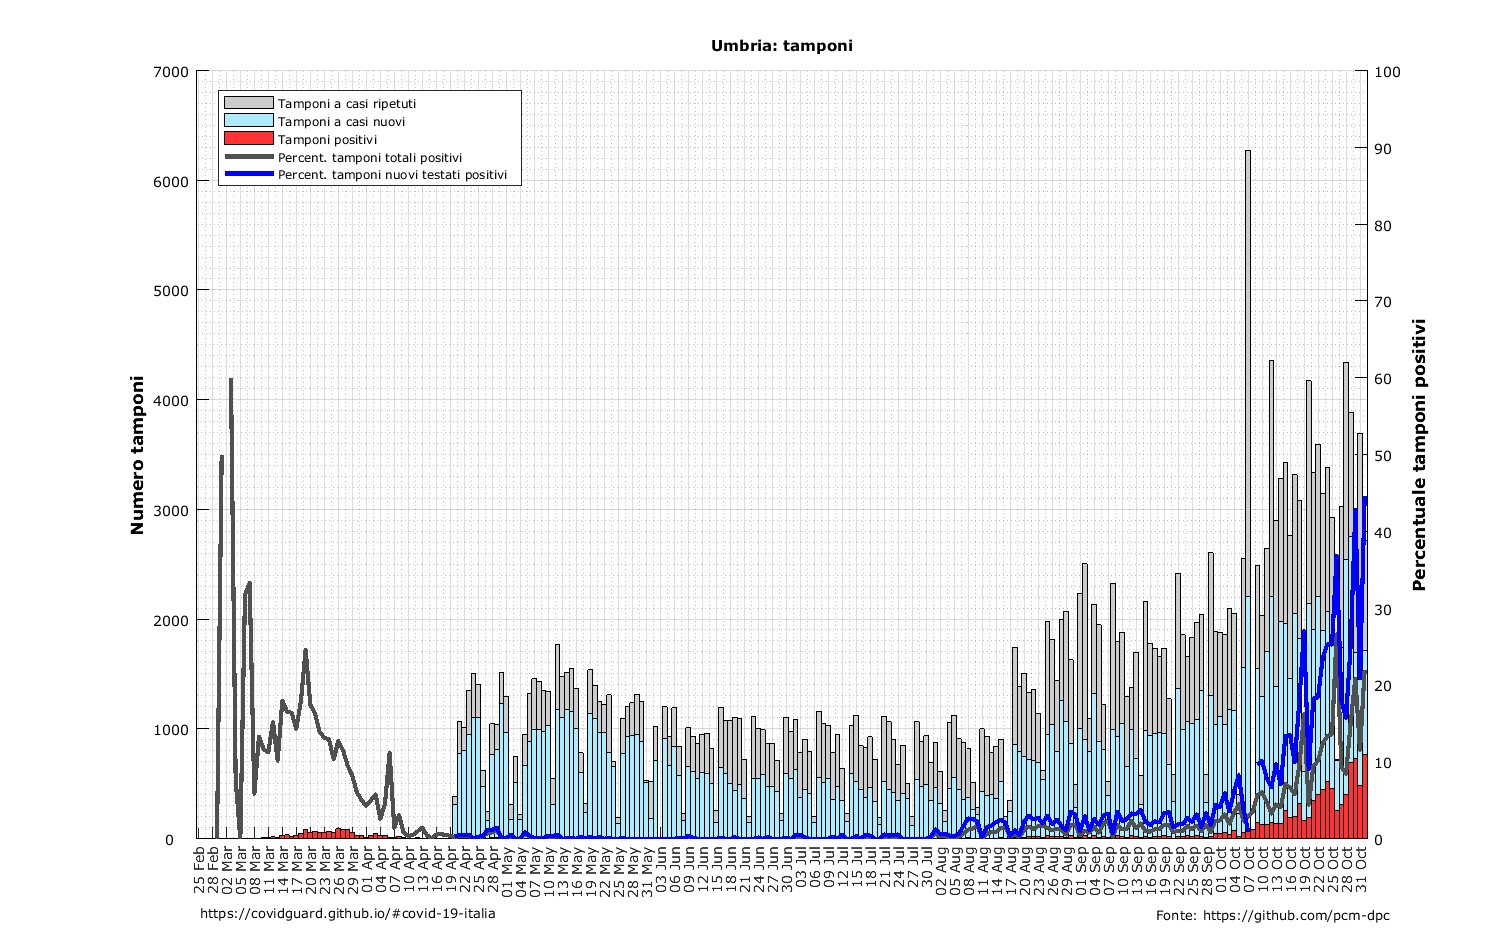 Umbria: tamponi
7000
6000
5000
4000
3000
2000
1000
0
Numero tamponi
100
90
80
70
60
50
40
30
20
10
0
Percentuale tamponi positivi
Tamponi a casi ripetuti
Tamponi a casi nuovi
Tamponi positivi
Percent. tamponi totali positivi
Percent. tamponi nuovi testati positivi
25 Feb
28 Feb
02 Mar
05 Mar
08 Mar
11 Mar
14 Mar
17 Mar
20 Mar
23 Mar
26 Mar
29 Mar
01 Apr
04 Apr
07 Apr
10 Apr
13 Apr
16 Apr
19 Apr
22 Apr
25 Apr
28 Apr
01 May
04 May
07 May
10 May
13 May
16 May
19 May
22 May
25 May
28 May
31 May
03 Jun
06 Jun
09 Jun
12 Jun
15 Jun
18 Jun
21 Jun
24 Jun
27 Jun
30 Jun
03 Jul
06 Jul
09 Jul
12 Jul
15 Jul
18 Jul
21 Jul
24 Jul
27 Jul
30 Jul
02 Aug
05 Aug
08 Aug
11 Aug
14 Aug
17 Aug
20 Aug
23 Aug
26 Aug
29 Aug
01 Sep
04 Sep
07 Sep
10 Sep
13 Sep
16 Sep
19 Sep
22 Sep
25 Sep
28 Sep
01 Oct
04 Oct
07 Oct
10 Oct
13 Oct
16 Oct
19 Oct
22 Oct
25 Oct
28 Oct
31 Oct
https://covidguard.github.io/#covid-19-italia
Fonte: https://github.com/pcm-dpc